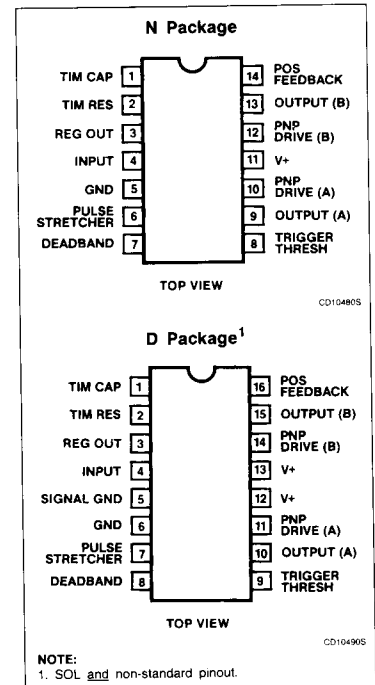 N Package
TIM CAP 1
TIM RES 2
REG OUT 3
INPUT 4
GND 5
PULSE
STRETCHER 6
DEADBAND 7
14 POS
FEEDBACK
13 OUTPUT (B)
12 PNP
DRIVE (B)
11 V+
10 PNP
DRIVE (A)
9 OUTPUT (A)
8 TRIGGER
THRESH
TOP VIEW
CD10480S
D Package1
TIM CAP 1
TIM RES 2
REG OUT 3
INPUT 4
SIGNAL GND 5
GND 6
PULSE
STRETCHER 7
DEADBAND 8
16 POS
FEEDBACK
15 OUTPUT (B)
14 PNP
DRIVE (B)
13 V+
12 V+
11 PNP
DRIVE (A)
10 OUTPUT (A)
9 TRIGGER
THRESH
TOP VIEW
CD10490S
NOTE:
1. SOL and non-standard pinout.